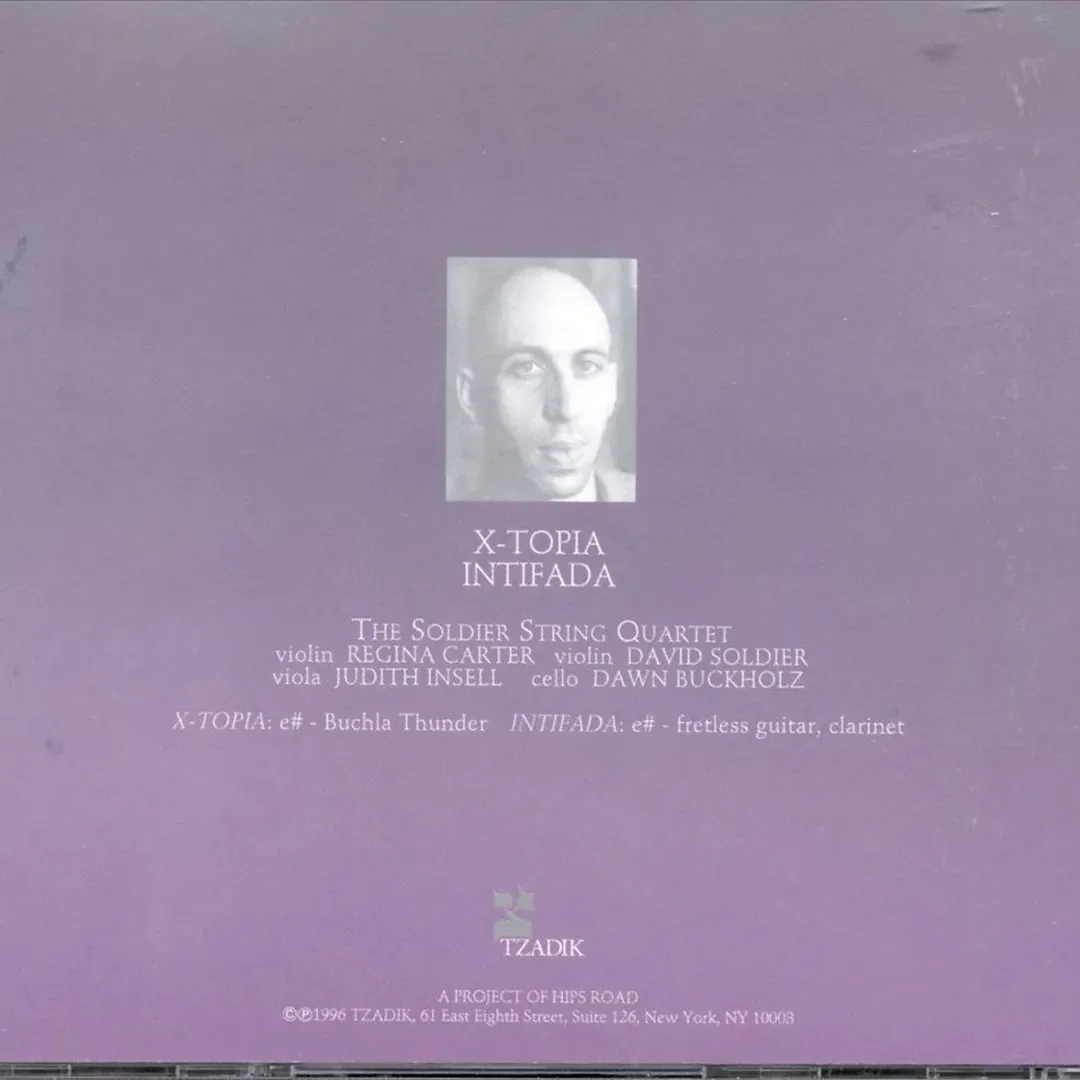 X-TOPIA
INTIFADA
THE SOLDIER STRING QUARTET
violin REGINA CARTER violin DAVID SOLDIER
viola JUDITH INSELL cello DAWN BUCKHOLZ
X-TOPIA: e# - Buchla Thunder INTIFADA: e# - fretless guitar, clarinet
TZADIK
A PROJECT OF HIPS ROAD
©℗1996 TZADIK, 61 East Eighth Street, Suite 126, New York, NY 10003